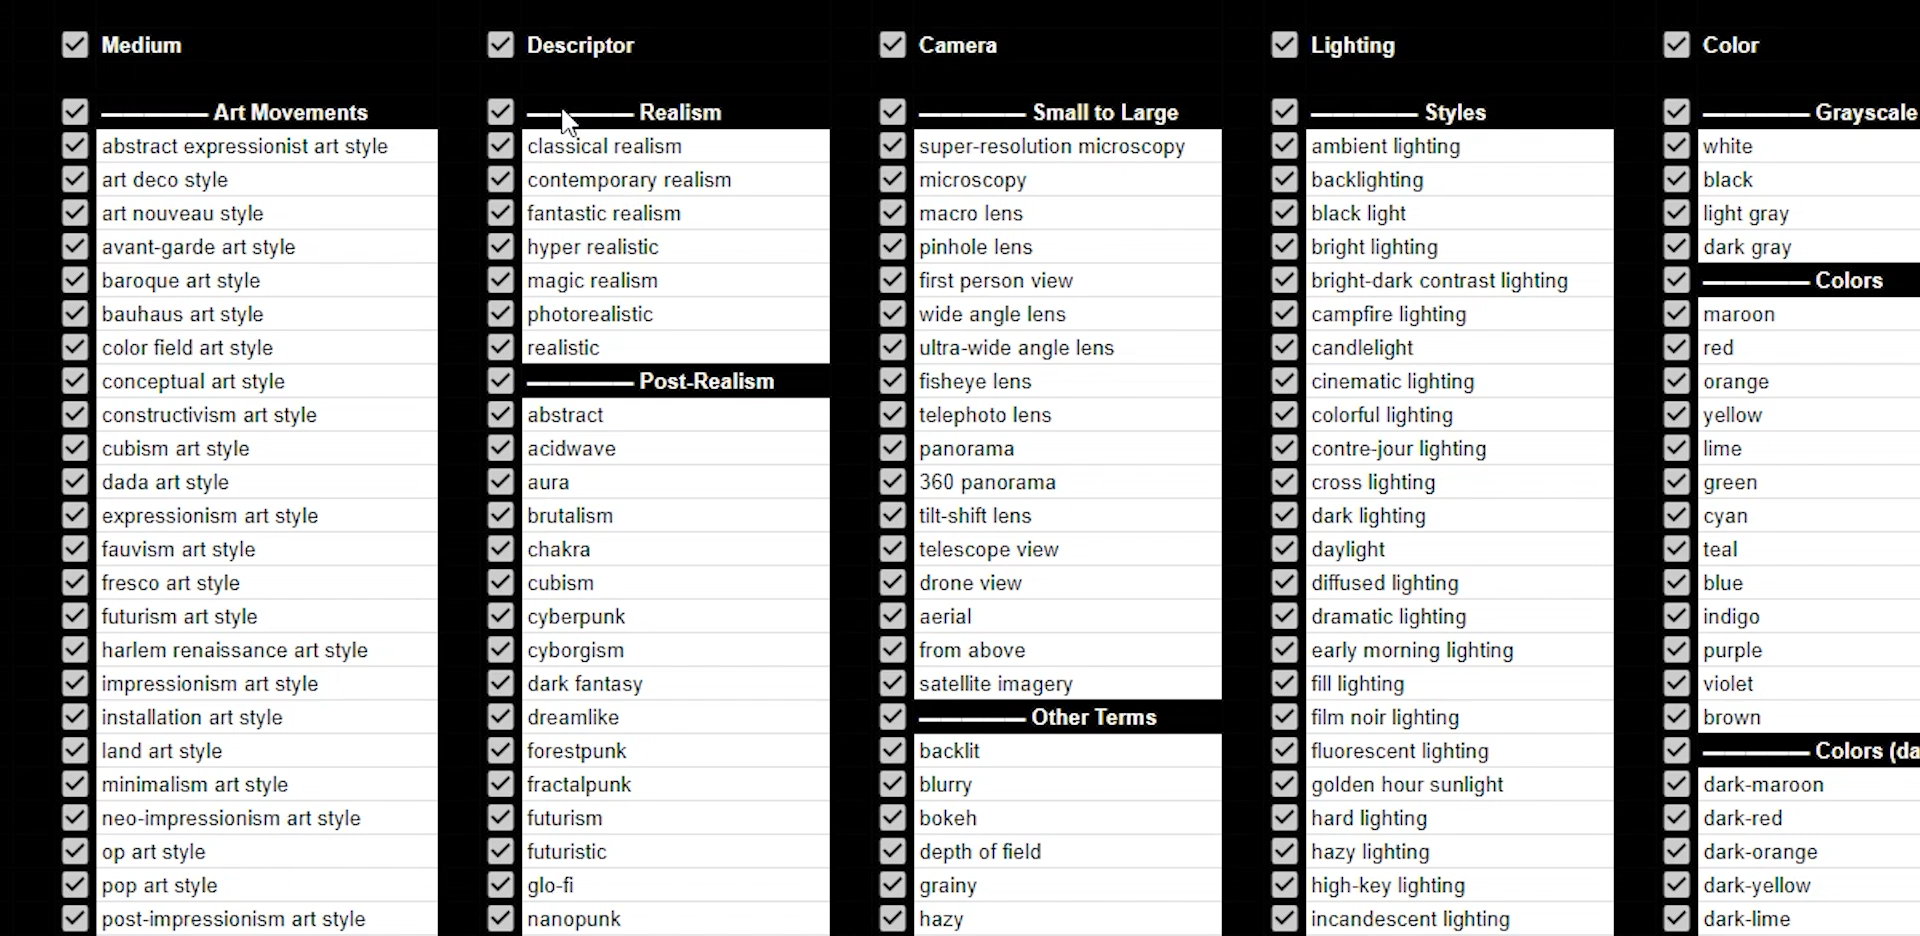 Medium
Art Movements
abstract expressionist art style
art deco style
art nouveau style
avant-garde art style
baroque art style
bauhaus art style
color field art style
conceptual art style
constructivism art style
cubism art style
dada art style
expressionism art style
fauvism art style
fresco art style
futurism art style
harlem renaissance art style
impressionism art style
installation art style
land art style
minimalism art style
neo-impressionism art style
op art style
pop art style
post-impressionism art style
Descriptor
Realism
classical realism
contemporary realism
fantastic realism
hyper realistic
magic realism
photorealistic
realistic
Post-Realism
abstract
acidwave
aura
brutalism
chakra
cubism
cyberpunk
cyborgism
dark fantasy
dreamlike
forestpunk
fractalpunk
futurism
futuristic
glo-fi
nanopunk
Camera
Small to Large
super-resolution microscopy
microscopy
macro lens
pinhole lens
first person view
wide angle lens
ultra-wide angle lens
fisheye lens
telephoto lens
panorama
360 panorama
tilt-shift lens
telescope view
drone view
aerial
from above
satellite imagery
Other Terms
backlit
blurry
bokeh
depth of field
grainy
hazy
Lighting
Styles
ambient lighting
backlighting
black light
bright lighting
bright-dark contrast lighting
campfire lighting
candlelight
cinematic lighting
colorful lighting
contre-jour lighting
cross lighting
dark lighting
daylight
diffused lighting
dramatic lighting
early morning lighting
fill lighting
film noir lighting
fluorescent lighting
golden hour sunlight
hard lighting
hazy lighting
high-key lighting
incandescent lighting
Color
Grayscale
white
black
light gray
dark gray
Colors
maroon
red
orange
yellow
lime
green
cyan
teal
blue
indigo
purple
violet
brown
Colors (da
dark-maroon
dark-red
dark-orange
dark-yellow
dark-lime